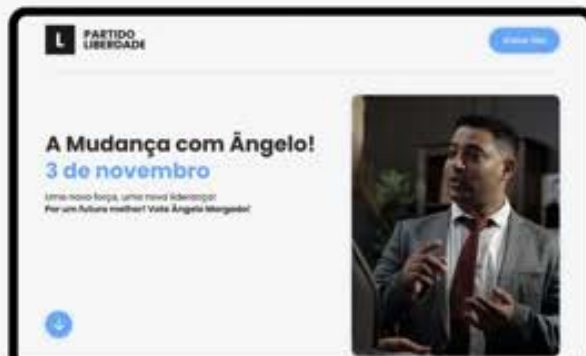 L
PARTIDO
LIBERDADE
A Mudança com Ângelo!
3 de novembro
Uma nova força, uma nova liderança!
Por um futuro melhor! Vote Ângelo Morgado!